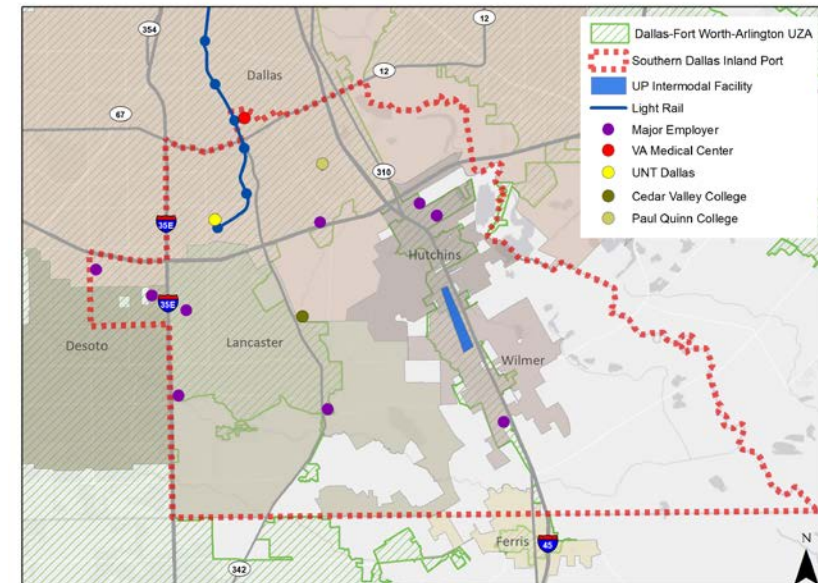 12
354
Dallas
12
67
310
35E
Hutchins
35E
Desoto
Lancaster
Wilmer
Ferris
45
342
N
Dallas-Fort Worth-Arlington UZA
Southern Dallas Inland Port
UP Intermodal Facility
Light Rail
Major Employer
VA Medical Center
UNT Dallas
Cedar Valley College
Paul Quinn College